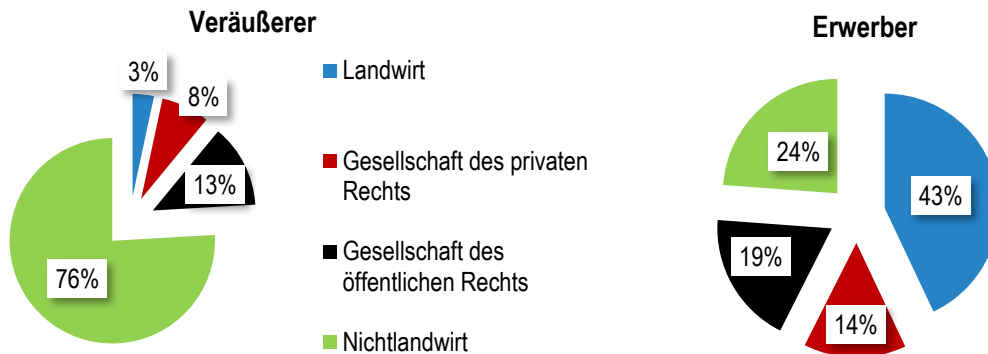 Veräußerer
3%
8%
13%
76%
Landwirt
Gesellschaft des privaten
Rechts
Gesellschaft des
öffentlichen Rechts
Nichtlandwirt
Erwerber
24%
43%
19%
14%